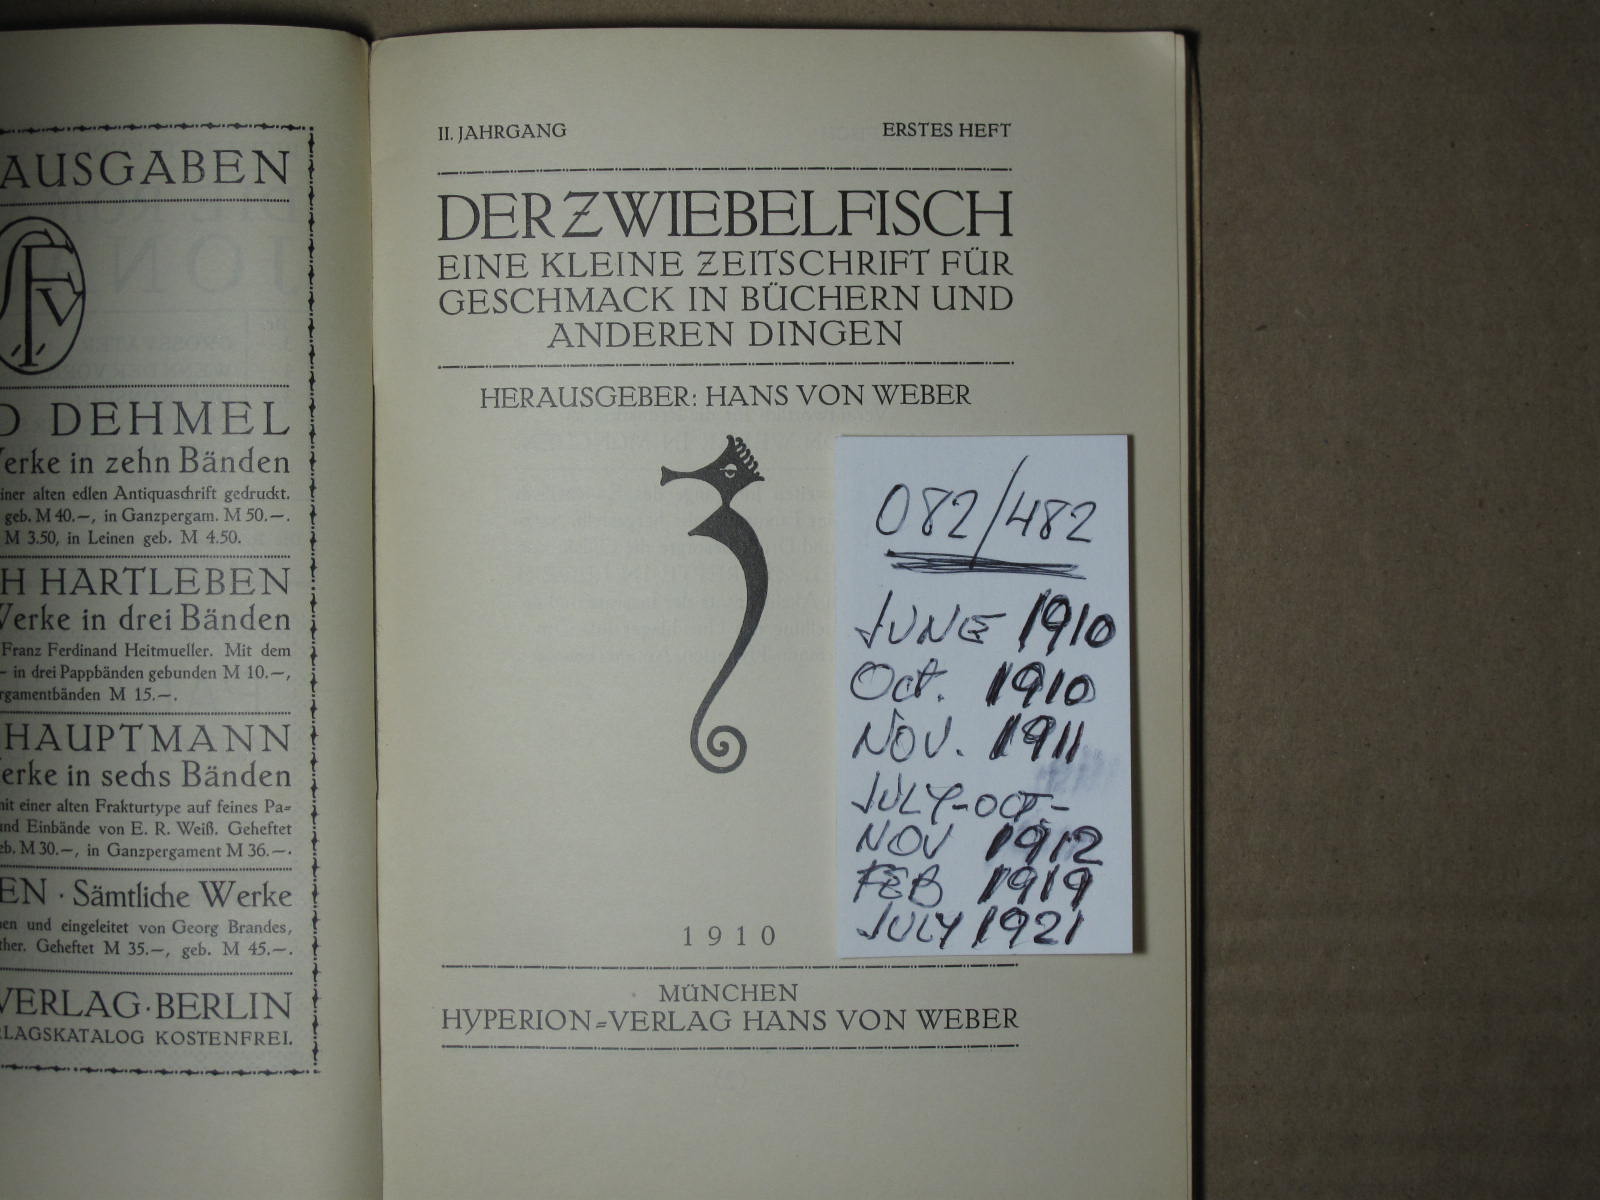 AUSGABEN
SFV
DEHMEL
Werke in zehn Bänden
einer alten edlen Antiquaschrift gedruckt.
geb. M 40.—, in Ganzpergam. M 50.—.
M 3.50, in Leinen geb. M 4.50.
H HARTLEBEN
Werke in drei Bänden
Franz Ferdinand Heitmueller. Mit dem
— in drei Pappbänden gebunden M 10.—,
rgamentbänden M 15.—.
HAUPTMANN
erke in sechs Bänden
mit einer alten Frakturtype auf feines Pa=
und Einbände von E. R. Weiß. Geheftet
eb. M 30.—, in Ganzpergament M 36.—.
EN · Sämtliche Werke
en und eingeleitet von Georg Brandes,
ther. Geheftet M 35.—, geb. M 45.—.
VERLAG·BERLIN
RLAGSKATALOG KOSTENFREI.
II. JAHRGANG ERSTES HEFT
DER ZWIEBELFISCH
EINE KLEINE ZEITSCHRIFT FÜR
GESCHMACK IN BÜCHERN UND
ANDEREN DINGEN
HERAUSGEBER: HANS VON WEBER
1910
MÜNCHEN
HYPERION=VERLAG HANS VON WEBER
082/482
JUNE 1910
Oct. 1910
NOV. 1911
JULY-OCT-
NOV 1912
FEB 1919
JULY 1921